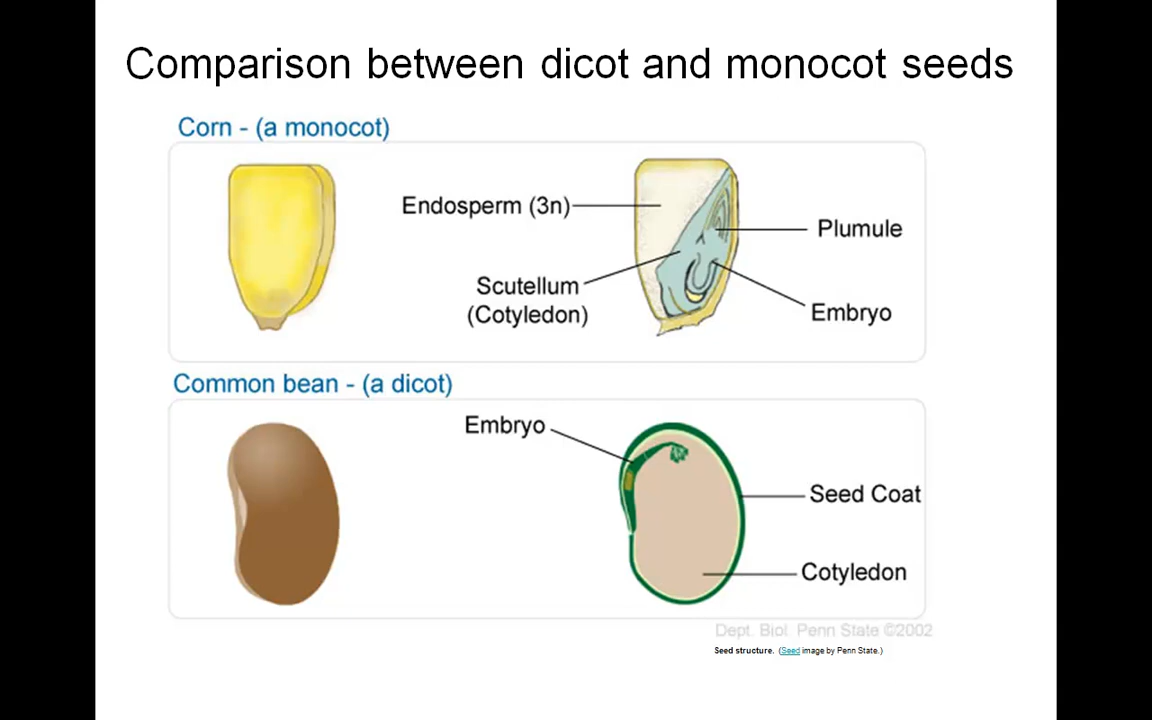 Comparison between dicot and monocot seeds
Corn - (a monocot)
Endosperm (3n)
Plumule
Scutellum
(Cotyledon)
Embryo
Common bean - (a dicot)
Embryo
Seed Coat
Cotyledon
Dept. Biol Penn State ©2002
Seed structure. (Seed image by Penn State.)